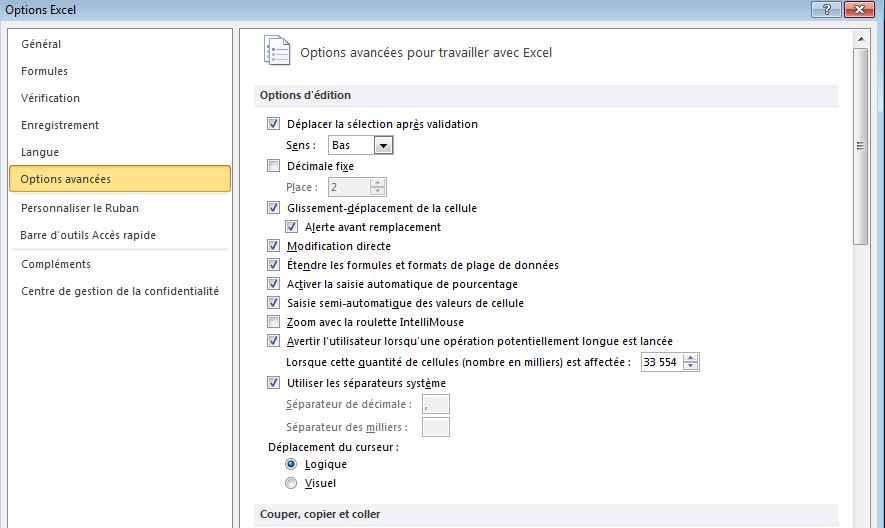 Options Excel
Général
Formules
Vérification
Enregistrement
Langue
Options avancées
Personnaliser le Ruban
Barre d'outils Accès rapide
Compléments
Centre de gestion de la confidentialité
Options avancées pour travailler avec Excel
Options d'édition
Déplacer la sélection après validation
Sens : Bas
Décimale fixe
Place : 2
Glissement-déplacement de la cellule
Alerte avant remplacement
Modification directe
Étendre les formules et formats de plage de données
Activer la saisie automatique de pourcentage
Saisie semi-automatique des valeurs de cellule
Zoom avec la roulette IntelliMouse
Avertir l'utilisateur lorsqu'une opération potentiellement longue est lancée
Lorsque cette quantité de cellules (nombre en milliers) est affectée : 33 554
Utiliser les séparateurs système
Séparateur de décimale : ,
Séparateur des milliers :
Déplacement du curseur :
Logique
Visuel
Couper, copier et coller